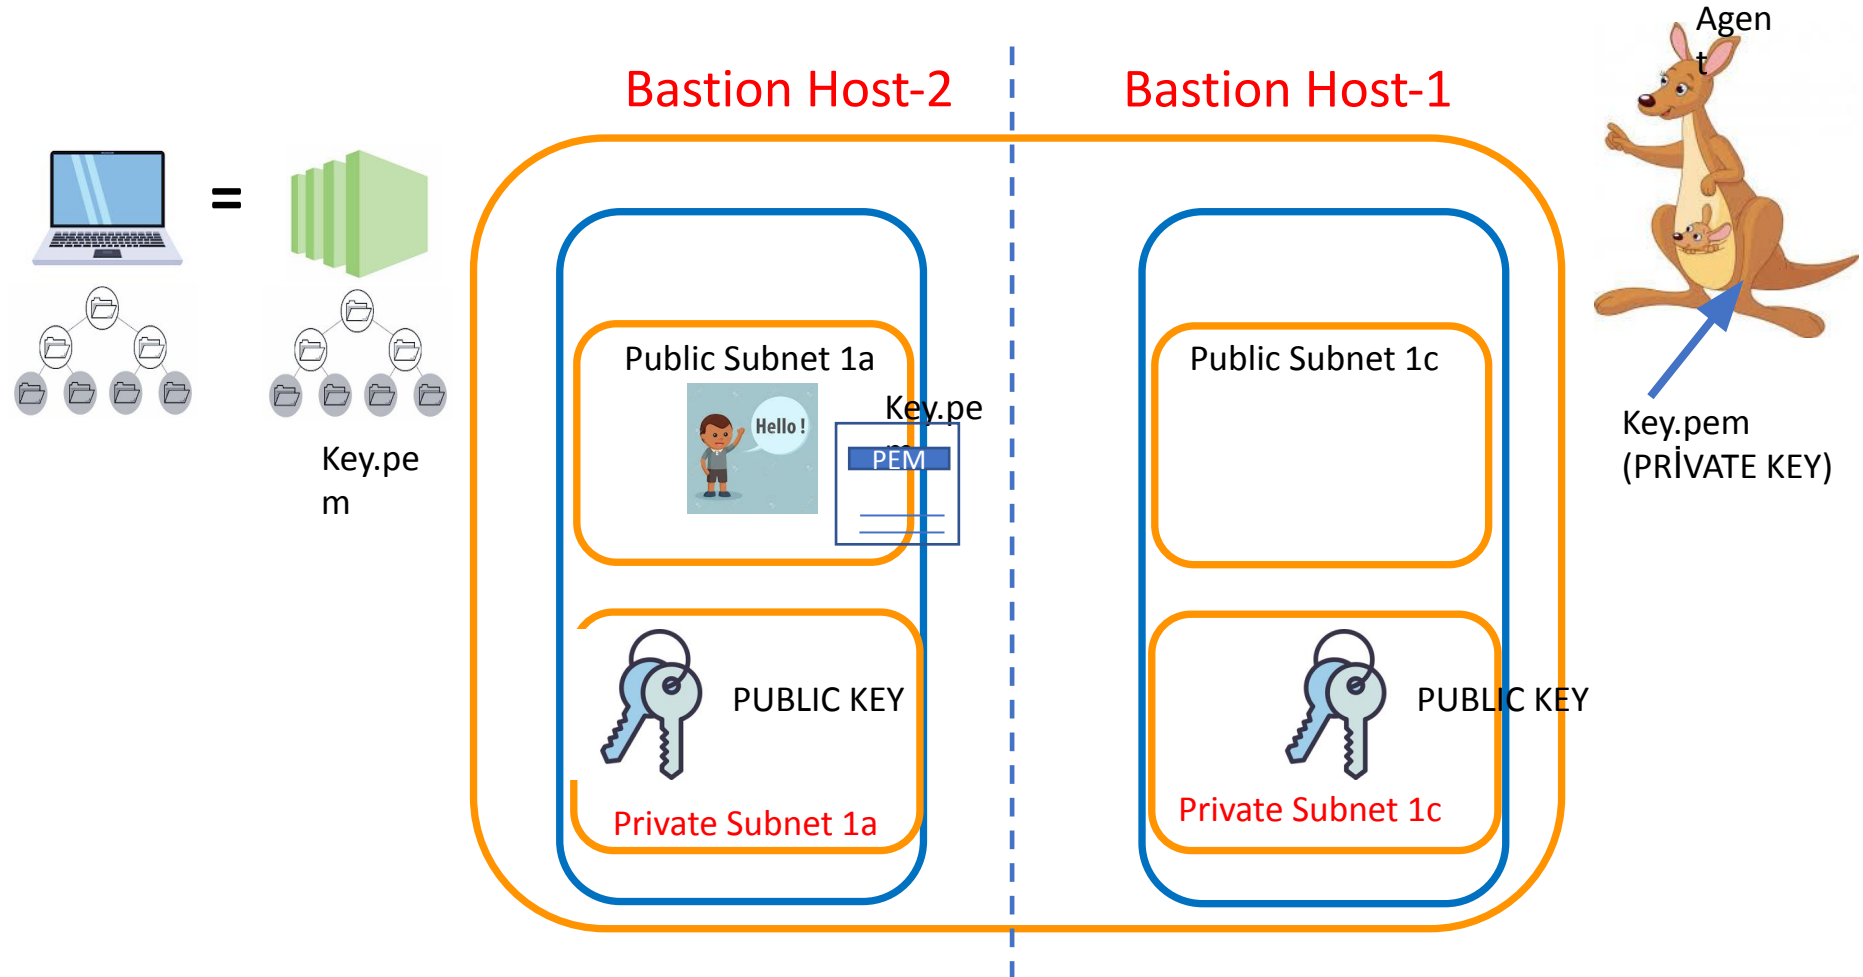 Agen
t
Bastion Host-2
Bastion Host-1
=
Public Subnet 1a
Public Subnet 1c
Hello !
Key.pe
m
PEM
Key.pe
m
Key.pem
(PRİVATE KEY)
PUBLIC KEY
PUBLIC KEY
Private Subnet 1a
Private Subnet 1c